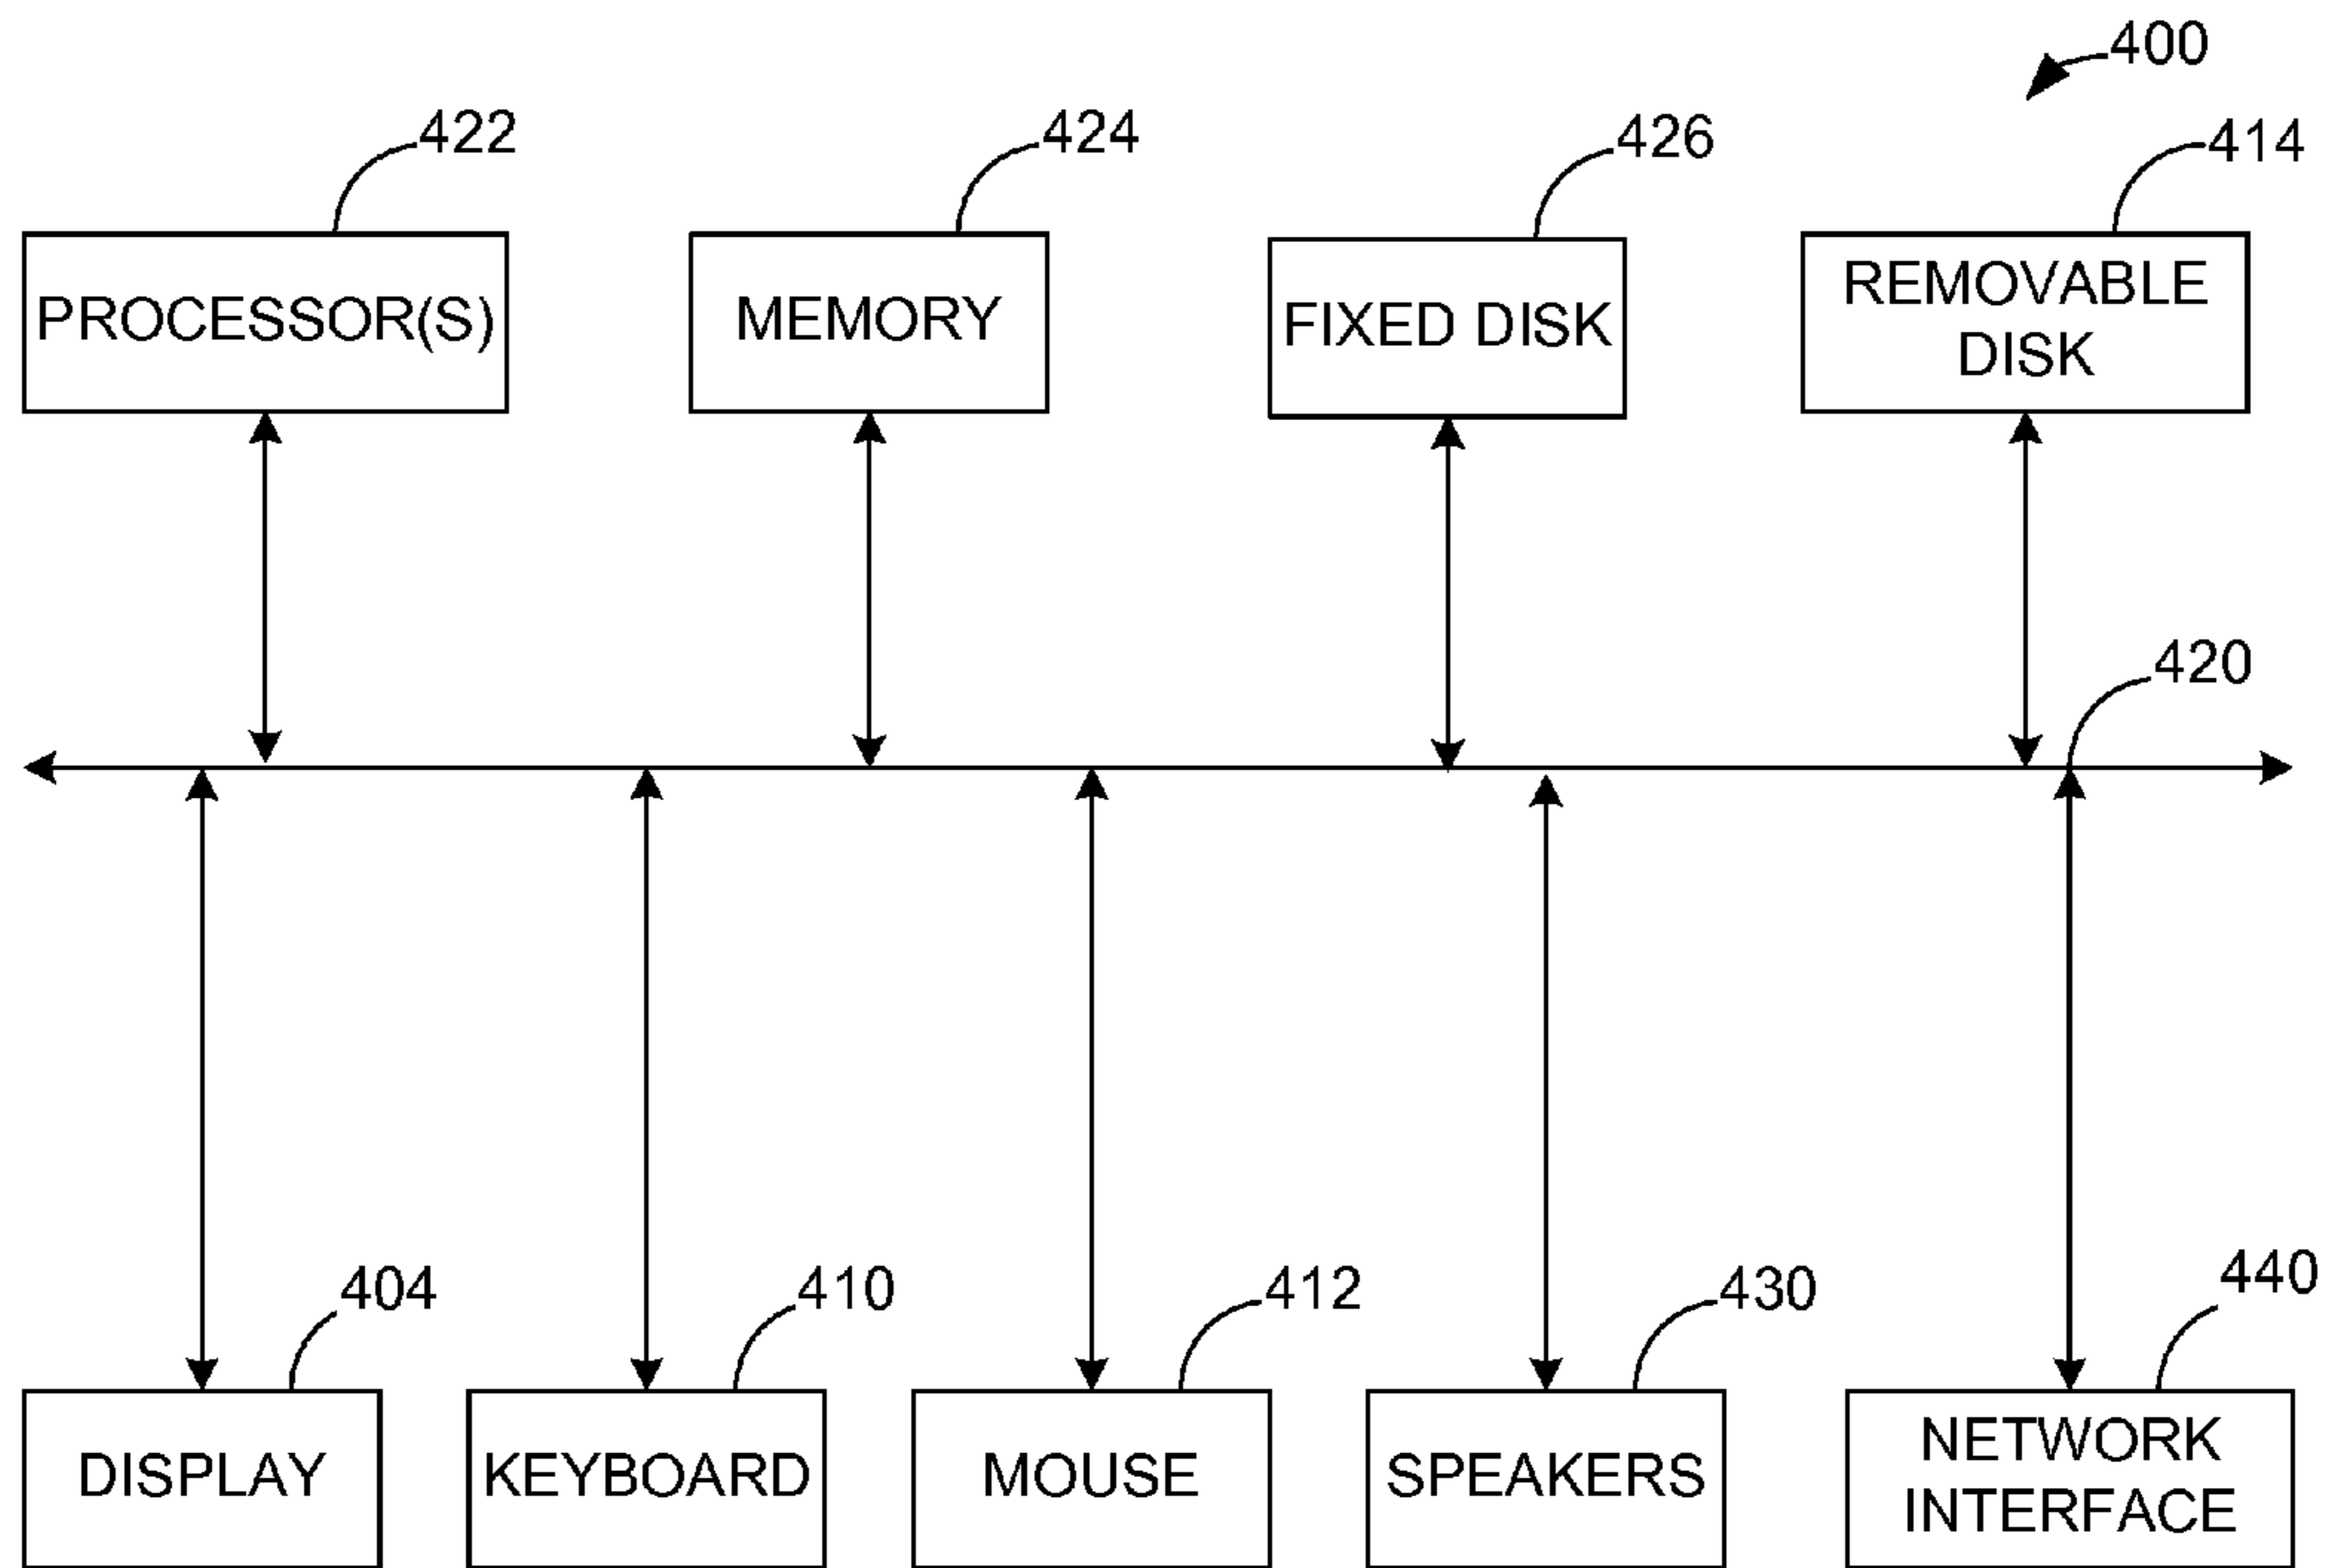 400
422
424
426
414
PROCESSOR(S)
MEMORY
FIXED DISK
REMOVABLE
DISK
420
404
410
412
430
440
DISPLAY
KEYBOARD
MOUSE
SPEAKERS
NETWORK
INTERFACE